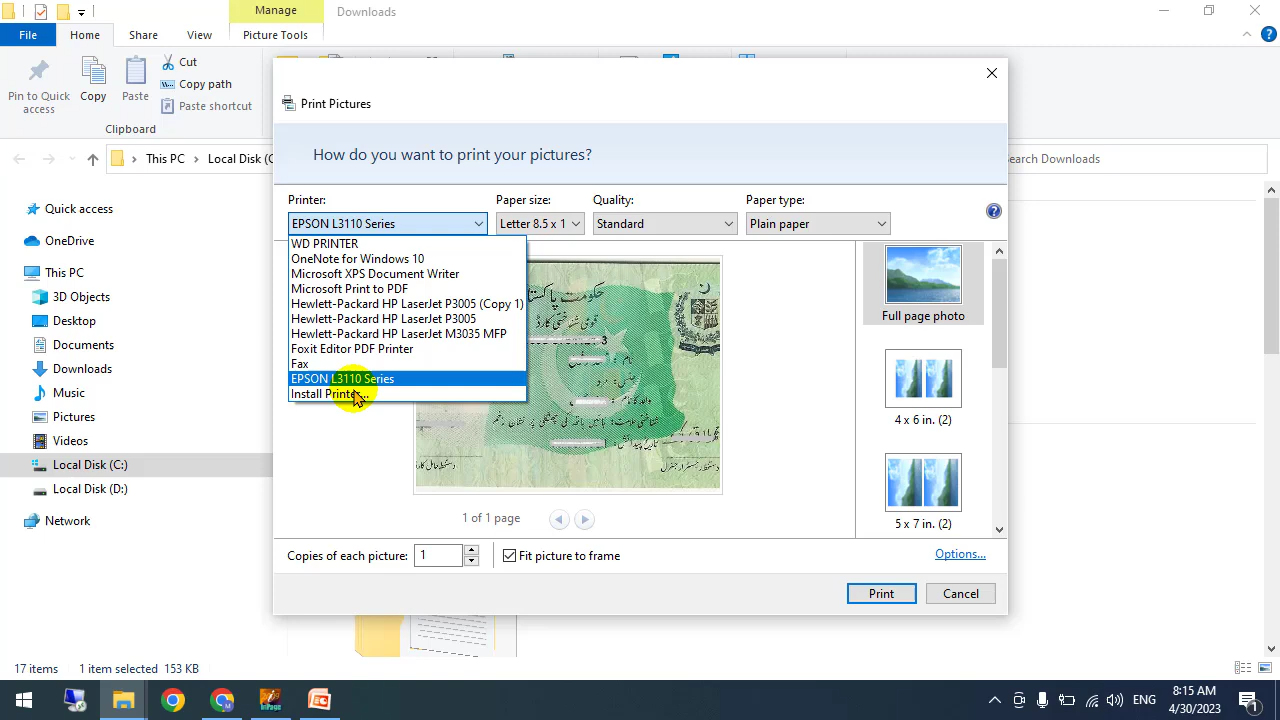 Manage
Downloads
File
Home
Share
View
Picture Tools
Pin to Quick access
Copy
Paste
Cut
Copy path
Paste shortcut
Clipboard
This PC
Local Disk (C
Search Downloads
Quick access
OneDrive
This PC
3D Objects
Desktop
Documents
Downloads
Music
Pictures
Videos
Local Disk (C:)
Local Disk (D:)
Network
Print Pictures
How do you want to print your pictures?
Printer:
Paper size:
Quality:
Paper type:
EPSON L3110 Series
Letter 8.5 x 1
Standard
Plain paper
WD PRINTER
OneNote for Windows 10
Microsoft XPS Document Writer
Microsoft Print to PDF
Hewlett-Packard HP LaserJet P3005 (Copy 1)
Hewlett-Packard HP LaserJet P3005
Hewlett-Packard HP LaserJet M3035 MFP
Foxit Editor PDF Printer
Fax
EPSON L3110 Series
Install Printer...
حکومت پاکستان
قومی شناختی کارڈ
نام
Full page photo
4 x 6 in. (2)
5 x 7 in. (2)
1 of 1 page
Copies of each picture:
1
Fit picture to frame
Options...
Print
Cancel
17 items
1 item selected 153 KB
ENG
8:15 AM
4/30/2023